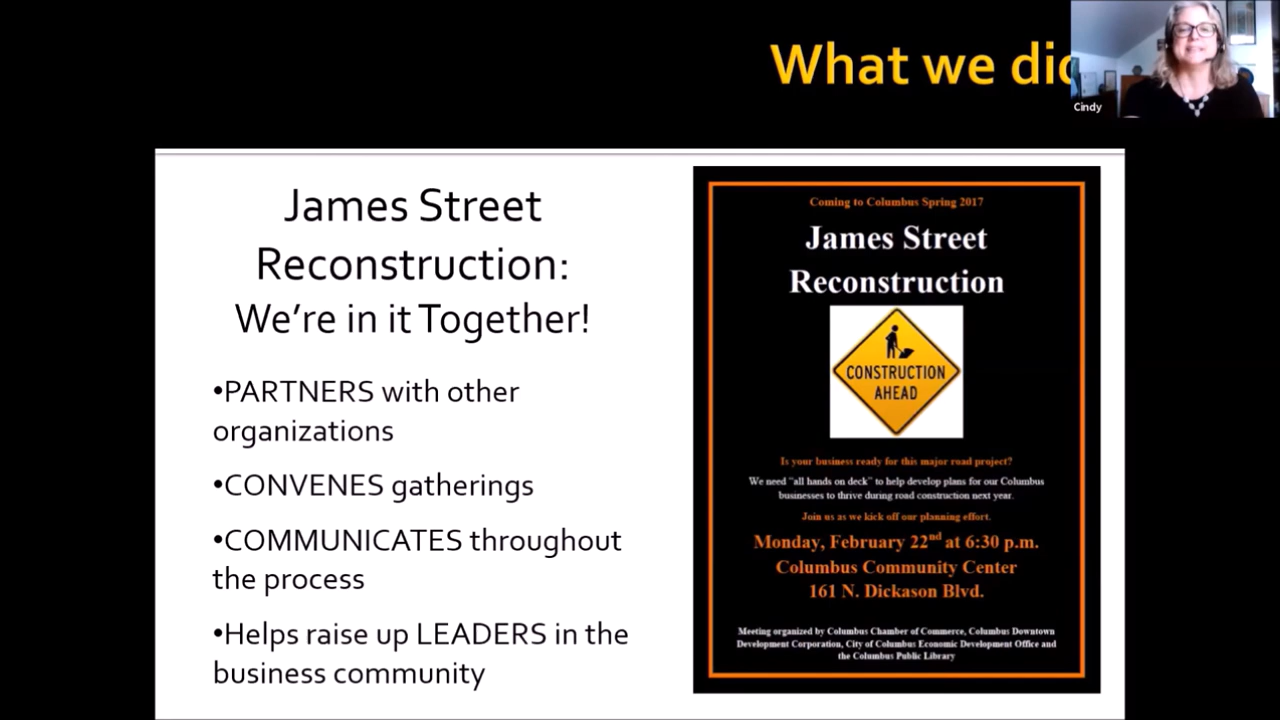 What we did
Cindy
James Street
Reconstruction:
We're in it Together!
•PARTNERS with other
organizations
•CONVENES gatherings
•COMMUNICATES throughout
the process
•Helps raise up LEADERS in the
business community
Coming to Columbus Spring 2017
James Street
Reconstruction
CONSTRUCTION
AHEAD
Is your business ready for this major road project?
We need "all hands on deck" to help develop plans for our Columbus
businesses to thrive during road construction next year.
Join us as we kick off our planning effort.
Monday, February 22nd at 6:30 p.m.
Columbus Community Center
161 N. Dickason Blvd.
Meeting organized by Columbus Chamber of Commerce, Columbus Downtown
Development Corporation, City of Columbus Economic Development Office and
the Columbus Public Library